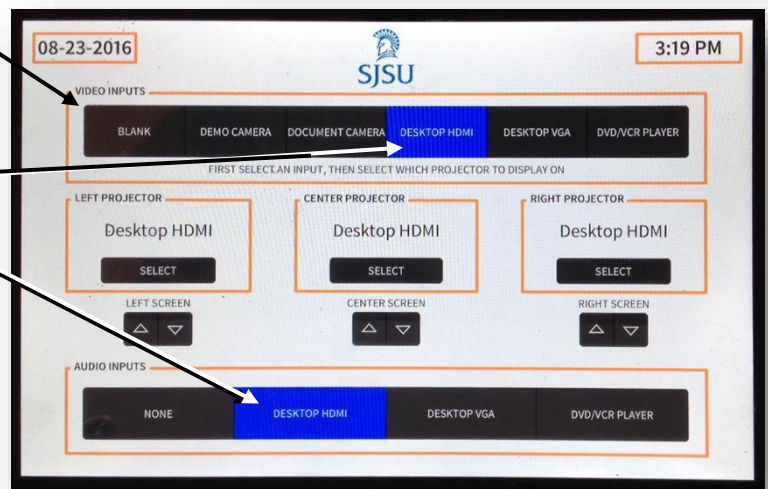 08-23-2016
SJSU
3:19 PM
VIDEO INPUTS
BLANK
DEMO CAMERA
DOCUMENT CAMERA
DESKTOP HDMI
DESKTOP VGA
DVD/VCR PLAYER
FIRST SELECT AN INPUT, THEN SELECT WHICH PROJECTOR TO DISPLAY ON
LEFT PROJECTOR
Desktop HDMI
SELECT
LEFT SCREEN
CENTER PROJECTOR
Desktop HDMI
SELECT
CENTER SCREEN
RIGHT PROJECTOR
Desktop HDMI
SELECT
RIGHT SCREEN
AUDIO INPUTS
NONE
DESKTOP HDMI
DESKTOP VGA
DVD/VCR PLAYER